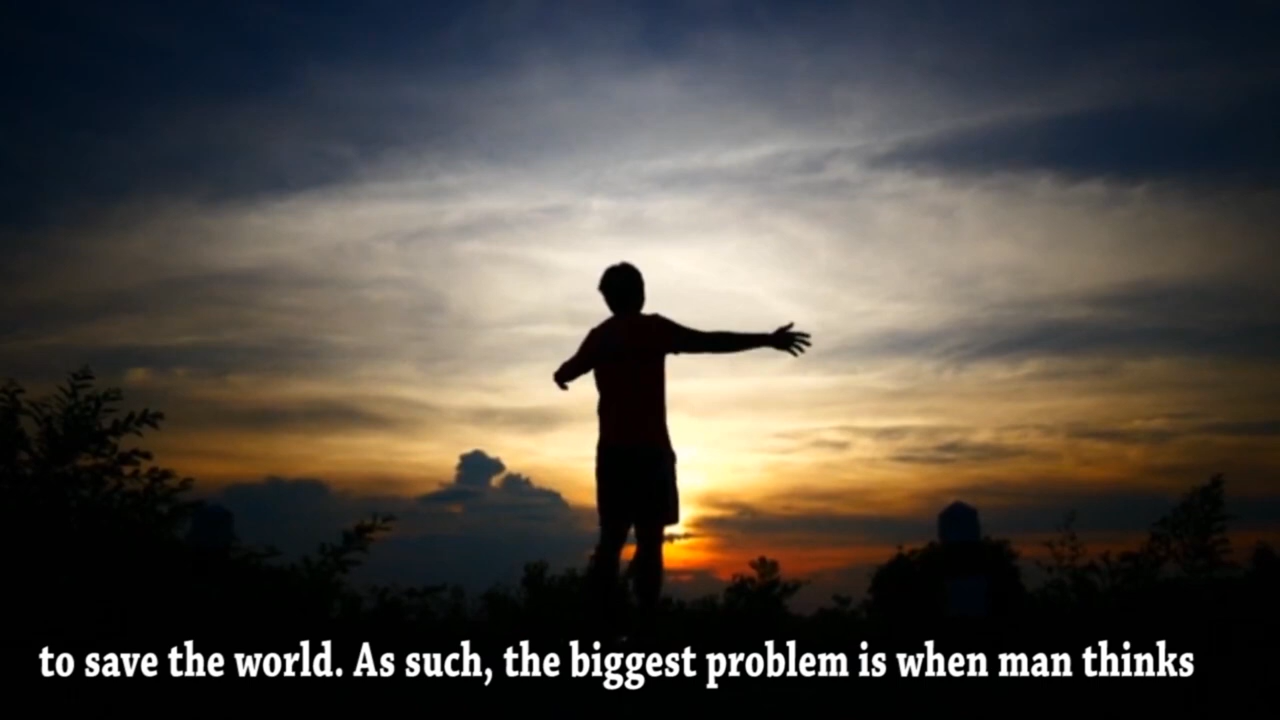 to save the world. As such, the biggest problem is when man thinks